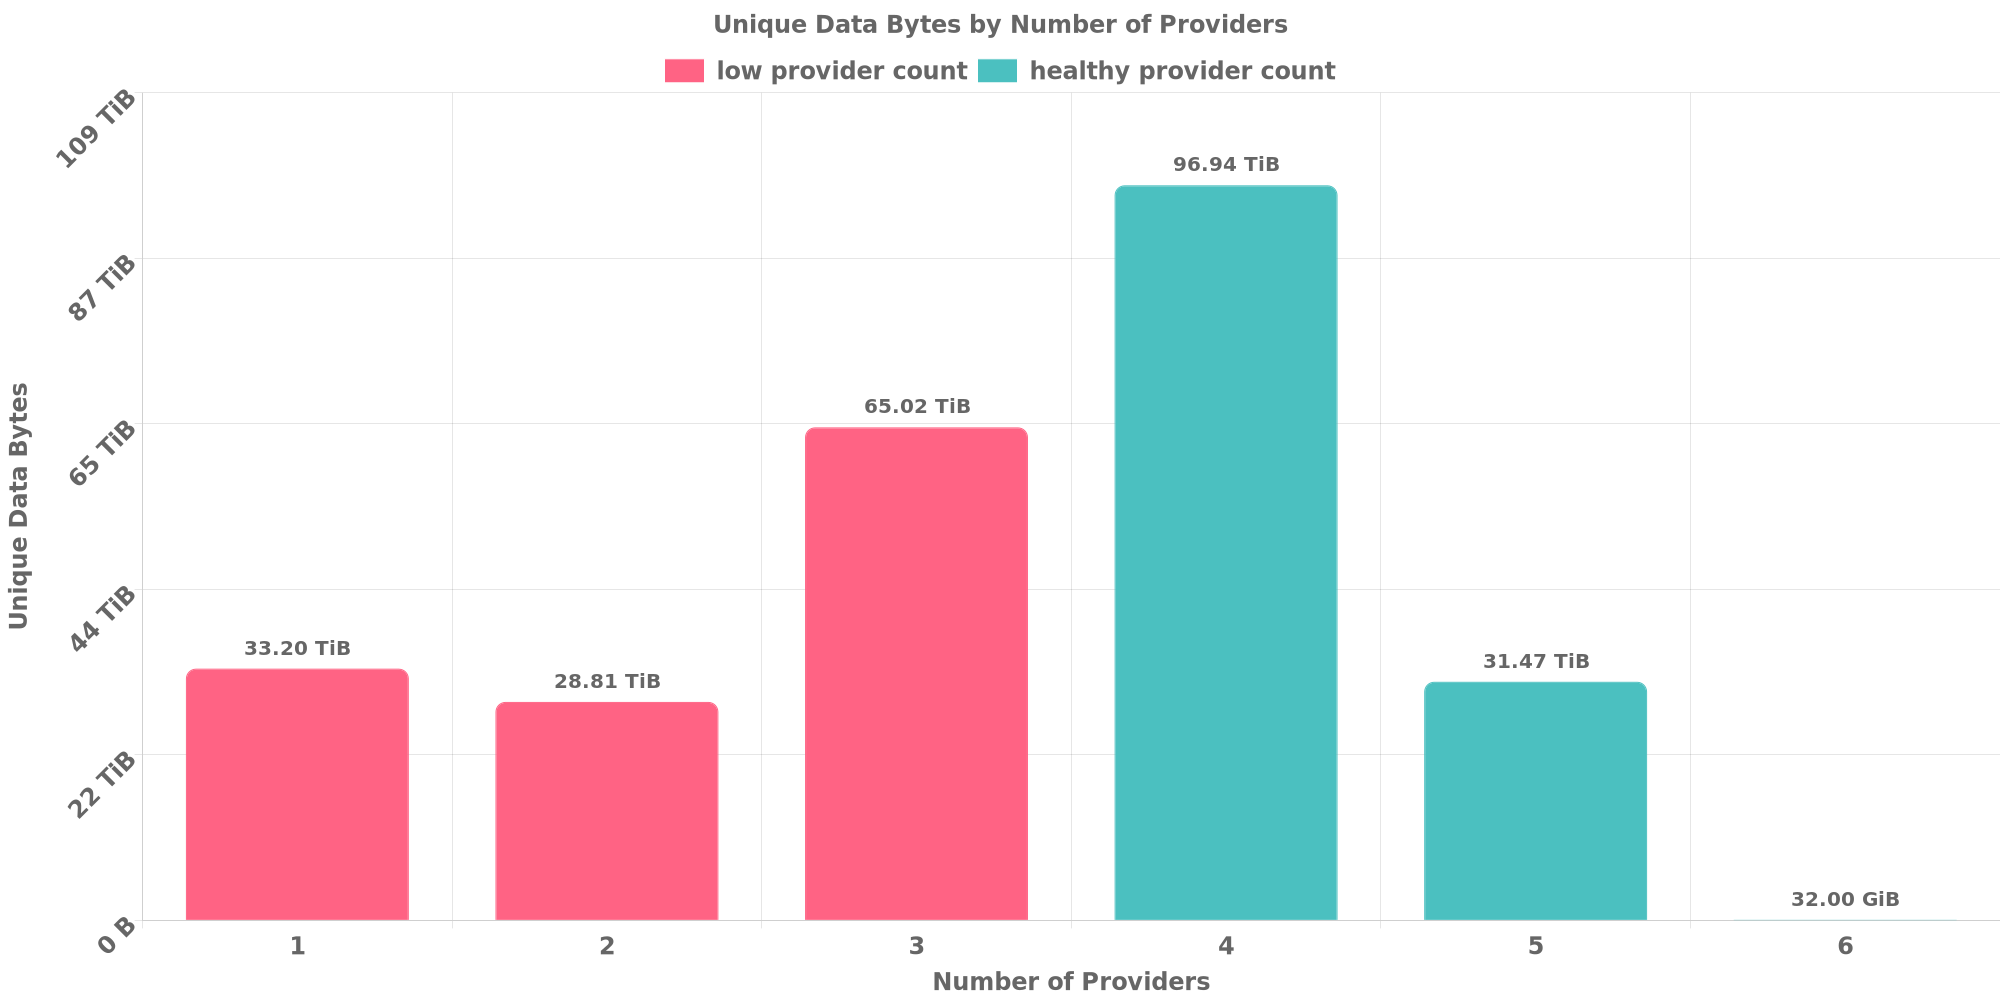 Unique Data Bytes by Number of Providers
low provider count healthy provider count
109 TiB
87 TiB
65 TiB
44 TiB
22 TiB
0 B
Unique Data Bytes
33.20 TiB
28.81 TiB
65.02 TiB
96.94 TiB
31.47 TiB
32.00 GiB
1 2 3 4 5 6
Number of Providers